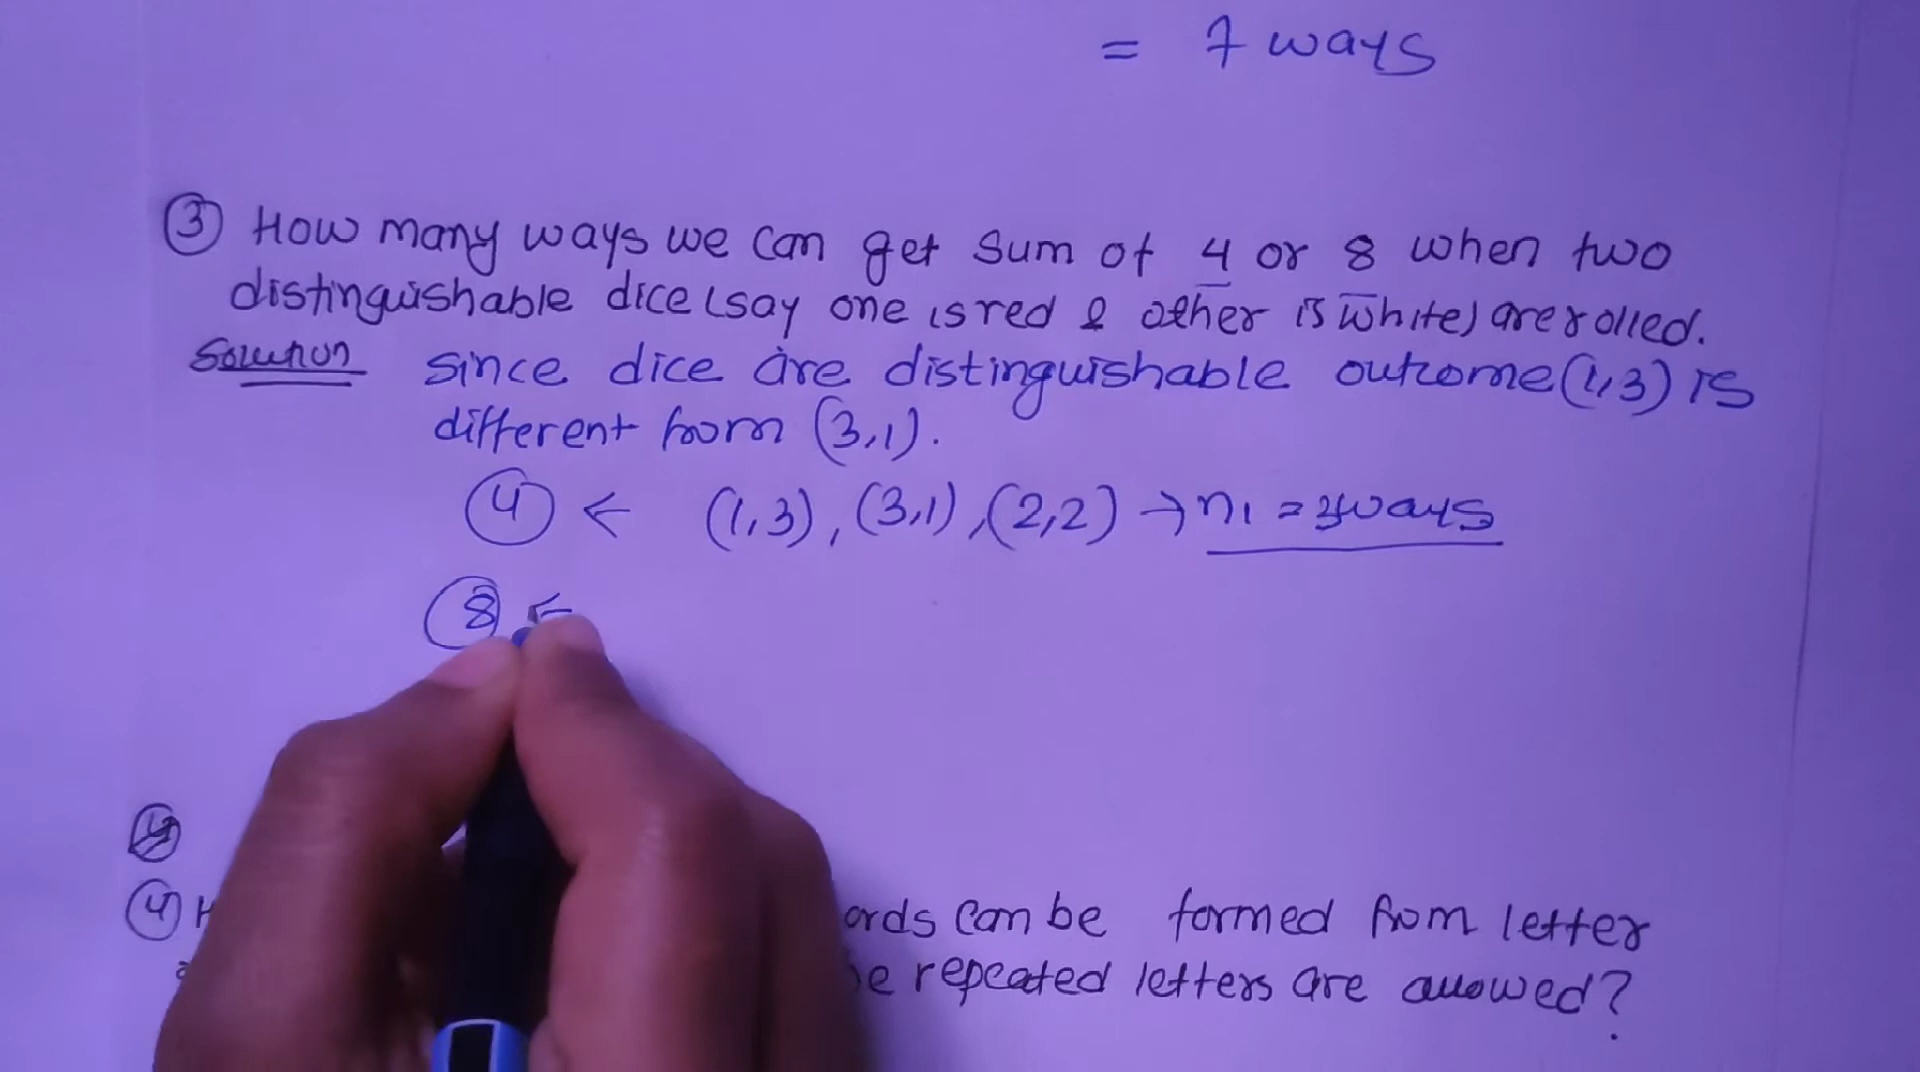 = 7 ways
③ How many ways we can get sum of 4 or 8 when two
distinguishable dice (say one is red & other is white) are rolled.
Solution since dice are distinguishable outcome (1,3) is
different from (3,1).
④ ← (1,3), (3,1), (2,2) → n1 = 3 ways
⑧ ←
④ can be formed from letter
repeated letters are allowed?